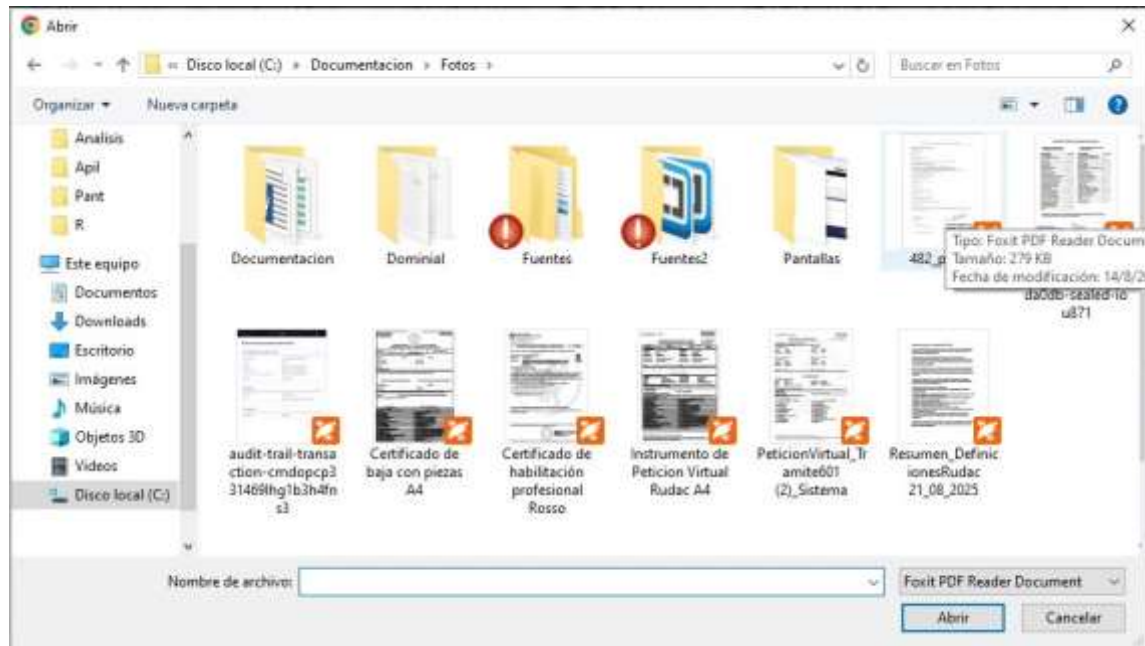 Abrir
« Disco local (C:) › Documentacion › Fotos ›
Buscar en Fotos
Organizar
Nueva carpeta
Analisis
Apil
Pant
R
Este equipo
Documentos
Downloads
Escritorio
Imágenes
Música
Objetos 3D
Videos
Disco local (C:)
Documentacion
Dominial
Fuentes
Fuentes2
Pantallas
482_p
Tipo: Foxit PDF Reader Docum
Tamaño: 279 KB
Fecha de modificación: 14/8/2
da0db-sealed-io
u871
audit-trail-transa
ction-cmdopcp3
31469lhg1b3h4fn
s3
Certificado de
baja con piezas
A4
Certificado de
habilitación
profesional
Rosso
Instrumento de
Peticion Virtual
Rudac A4
PeticionVirtual_Tr
amite601
(2)_Sistema
Resumen_Definic
ionesRudac
21_08_2025
Nombre de archivo:
Foxit PDF Reader Document
Abrir
Cancelar